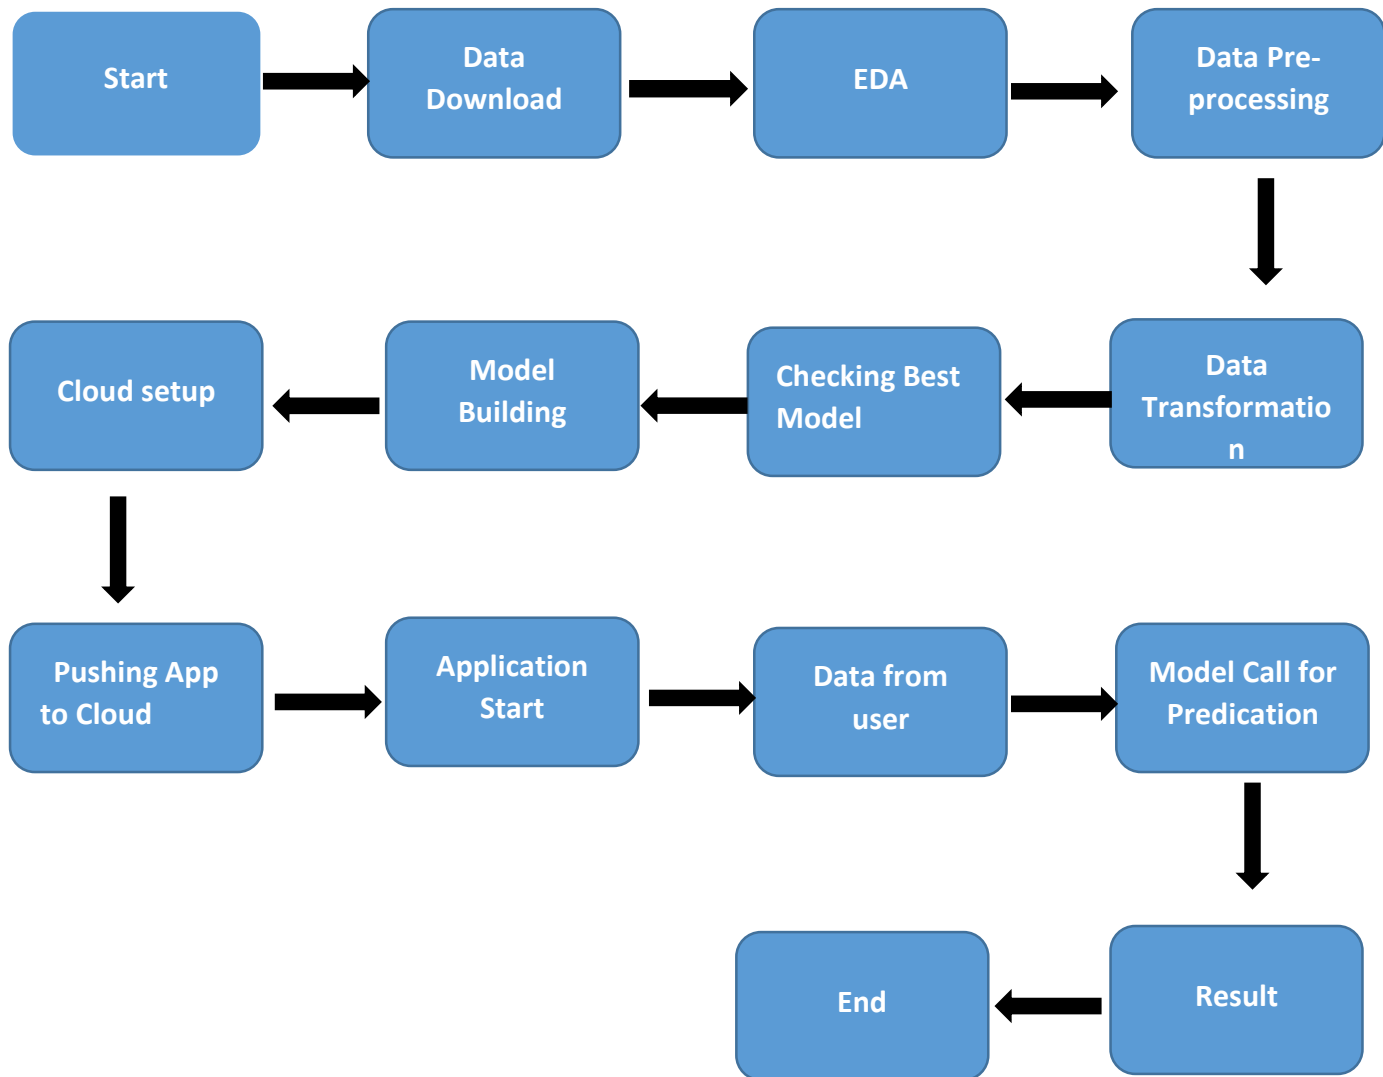 Start
Data
Download
EDA
Data Pre-
processing
Data
Transformatio
n
Checking Best
Model
Model
Building
Cloud setup
Pushing App
to Cloud
Application
Start
Data from
user
Model Call for
Predication
Result
End